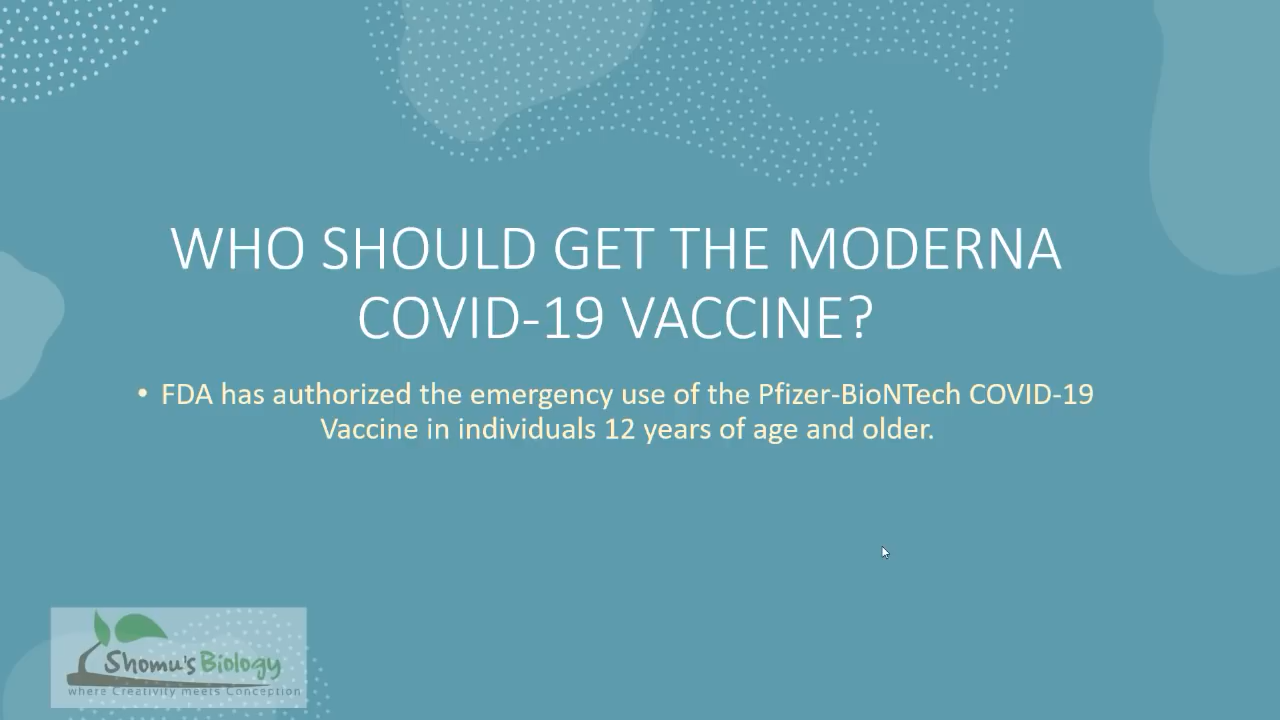 WHO SHOULD GET THE MODERNA
COVID-19 VACCINE?
• FDA has authorized the emergency use of the Pfizer-BioNTech COVID-19
Vaccine in individuals 12 years of age and older.
Shomu's Biology
where Creativity meets Conception